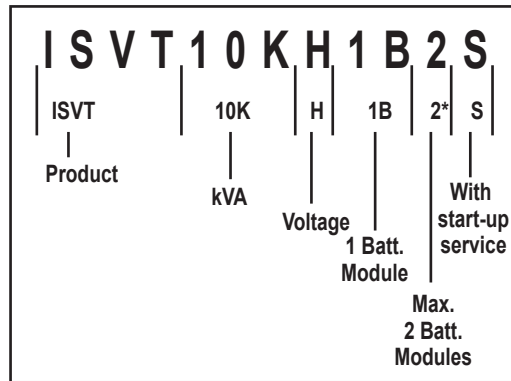 ISVT10KH1B2S
ISVT 10K H 1B 2* S
Product
kVA
Voltage
1 Batt.
Module
Max.
2 Batt.
Modules
With
start-up
service